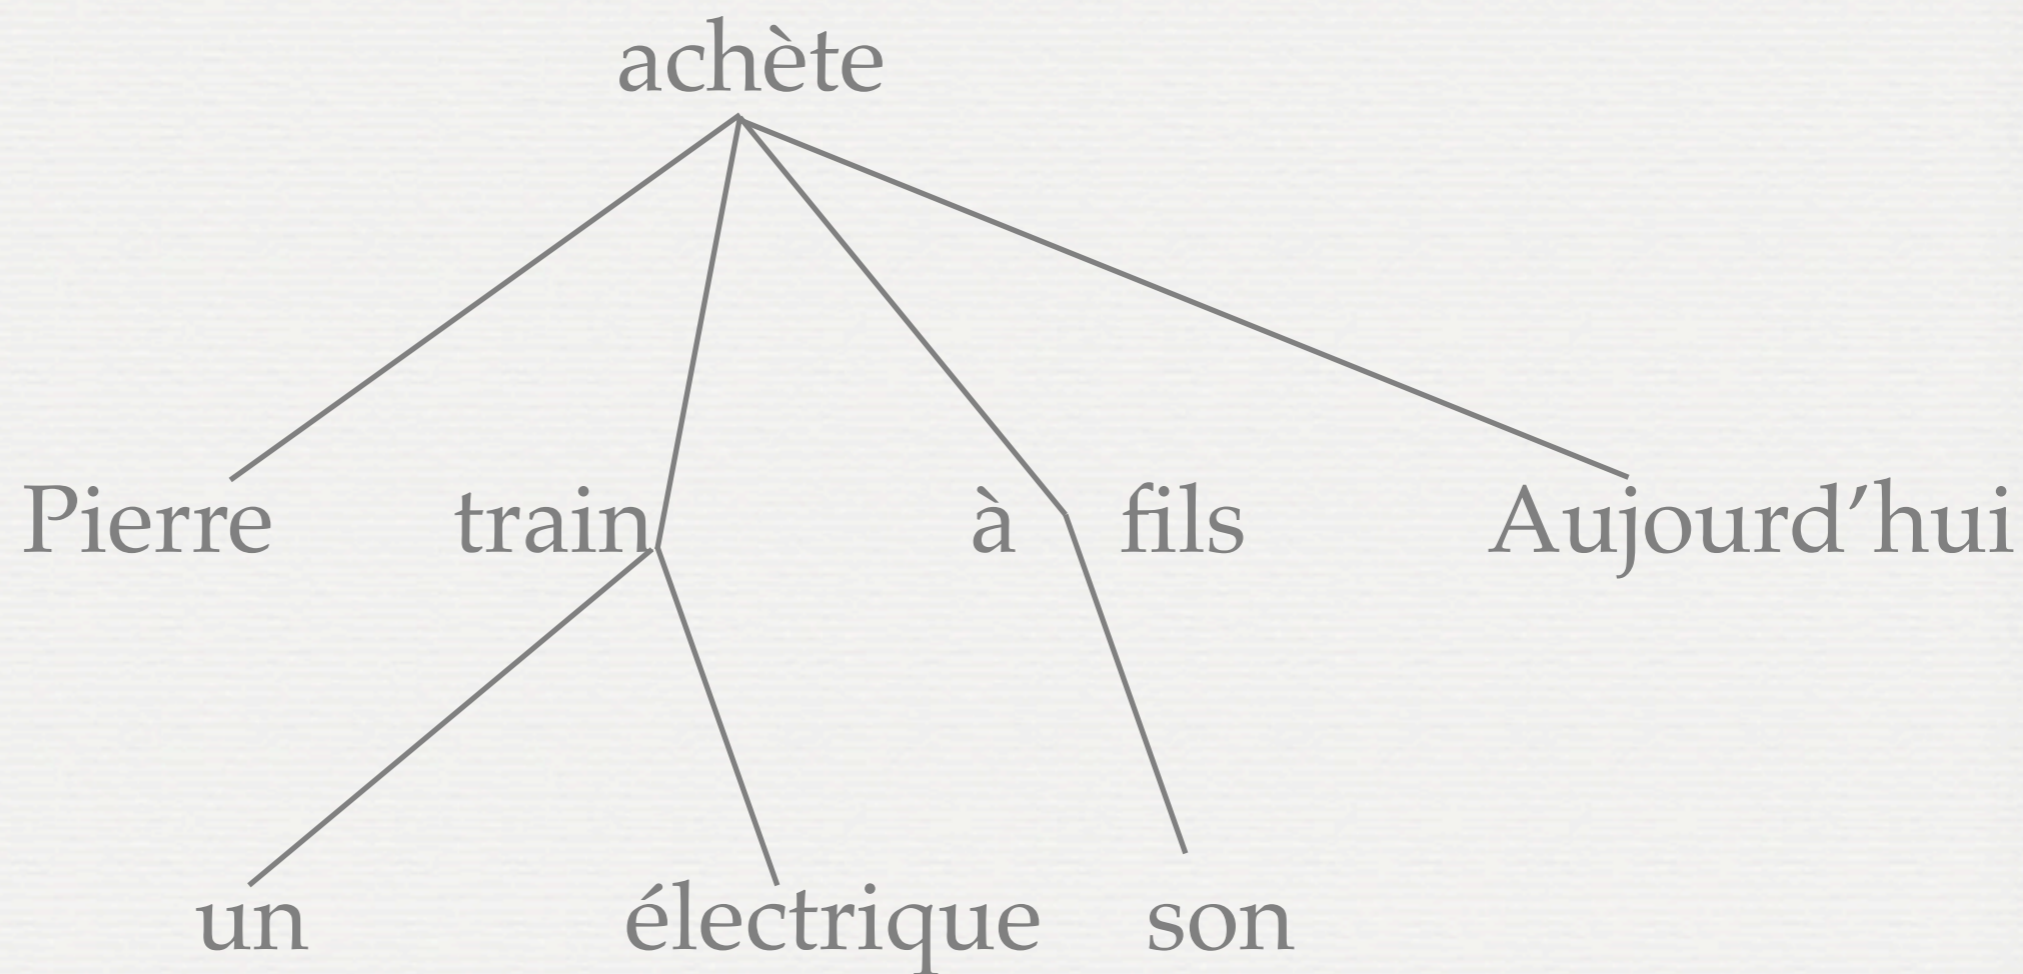 achète
Pierre train à fils Aujourd’hui
un électrique son